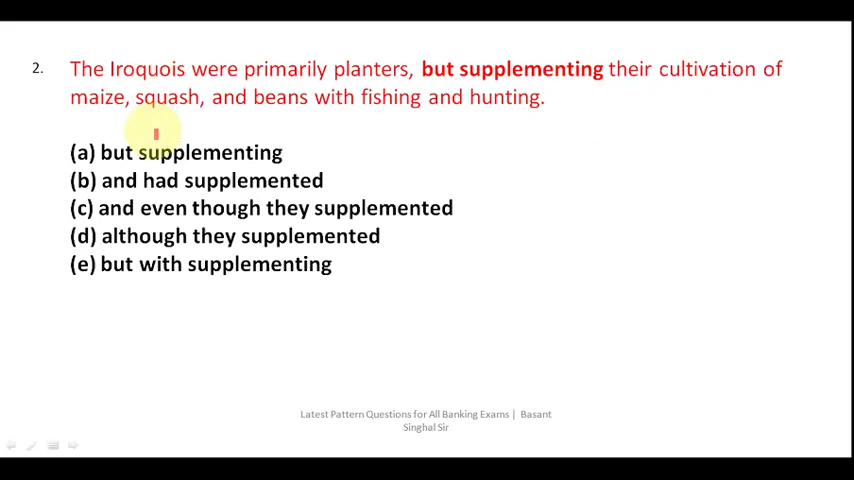 2. The Iroquois were primarily planters, but supplementing their cultivation of
maize, squash, and beans with fishing and hunting.
(a) but supplementing
(b) and had supplemented
(c) and even though they supplemented
(d) although they supplemented
(e) but with supplementing
Latest Pattern Questions for All Banking Exams | Basant
Singhal Sir